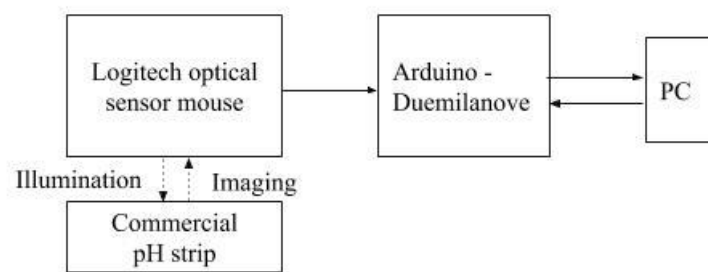 Logitech optical
sensor mouse
Arduino -
Duemilanove
PC
Illumination
Imaging
Commercial
pH strip